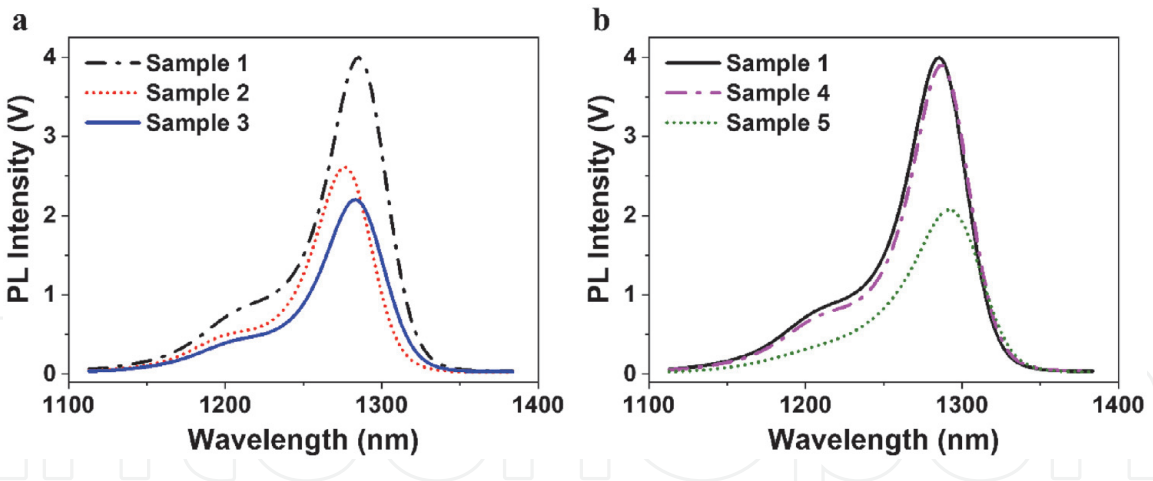 a
Sample 1
Sample 2
Sample 3
PL Intensity (V)
4
3
2
1
0
1100
1200
1300
1400
Wavelength (nm)
b
Sample 1
Sample 4
Sample 5
PL Intensity (V)
4
3
2
1
0
1100
1200
1300
1400
Wavelength (nm)